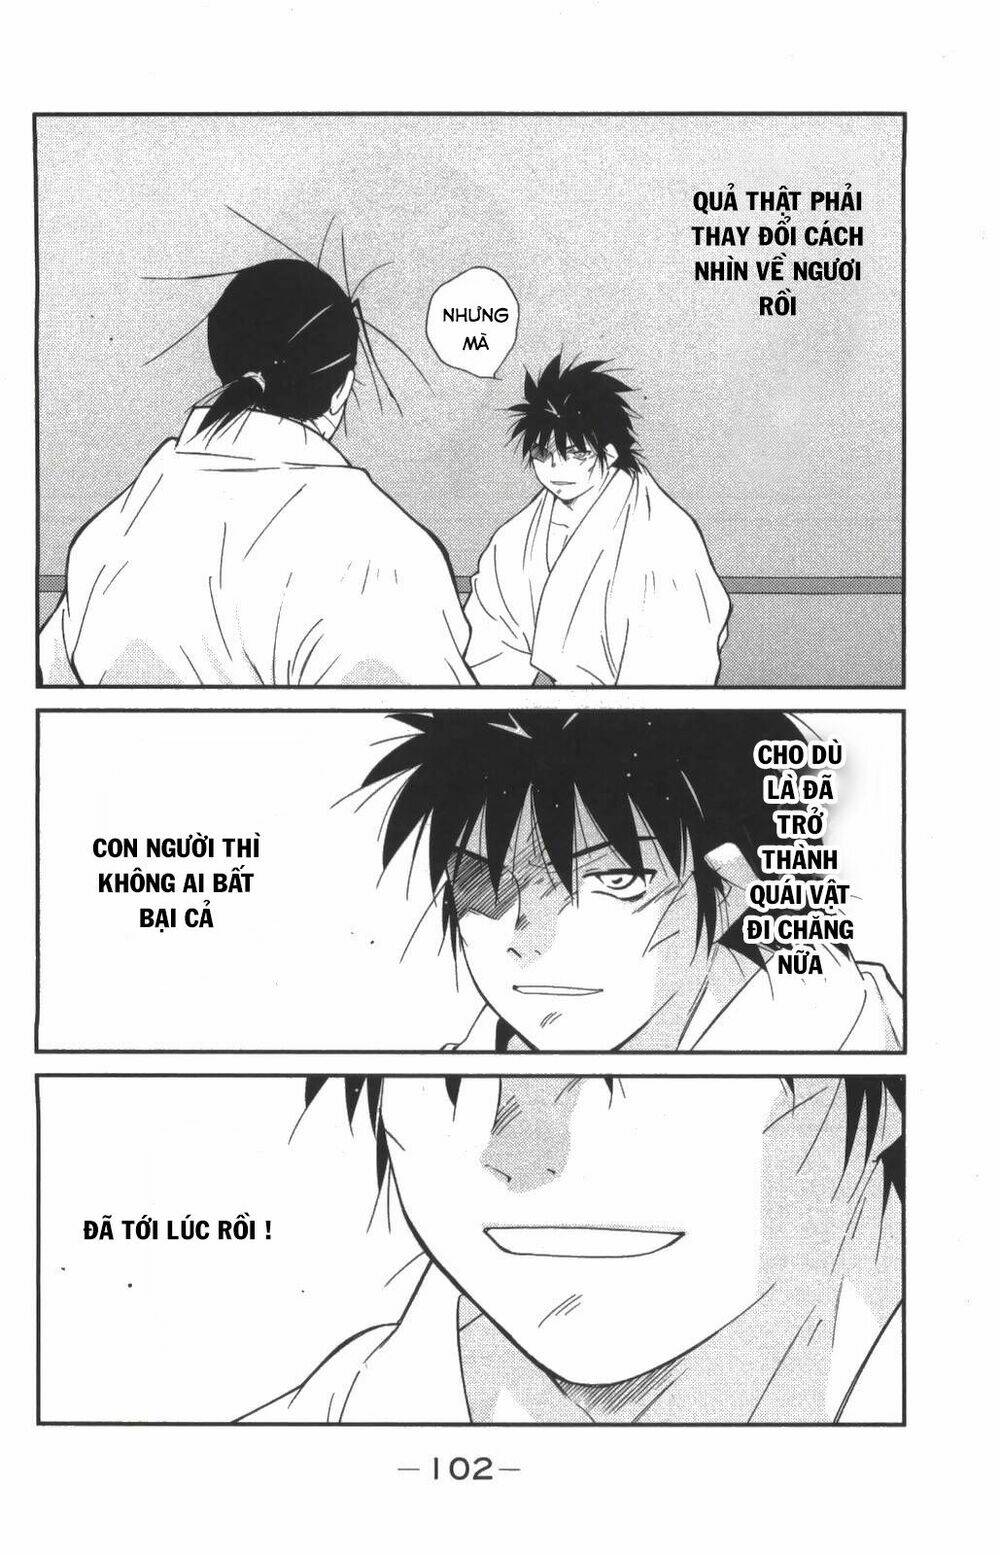 QUẢ THẬT PHẢI
THAY ĐỔI CÁCH
NHÌN VỀ NGƯƠI
RỒI
NHƯNG
MÀ
CHO DÙ
LÀ ĐÃ
TRỞ
THÀNH
QUÁI VẬT
ĐI CHĂNG
NỮA
CON NGƯỜI THÌ
KHÔNG AI BẤT
BẠI CẢ
ĐÃ TỚI LÚC RỒI !
-102-